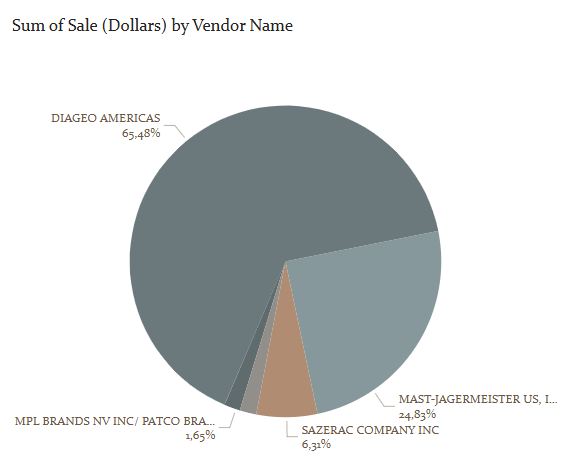 Sum of Sale (Dollars) by Vendor Name
DIAGEO AMERICAS
65,48%
MAST-JAGERMEISTER US, I...
24,83%
MPL BRANDS NV INC/ PATCO BRA...
1,65%
SAZERAC COMPANY INC
6,31%